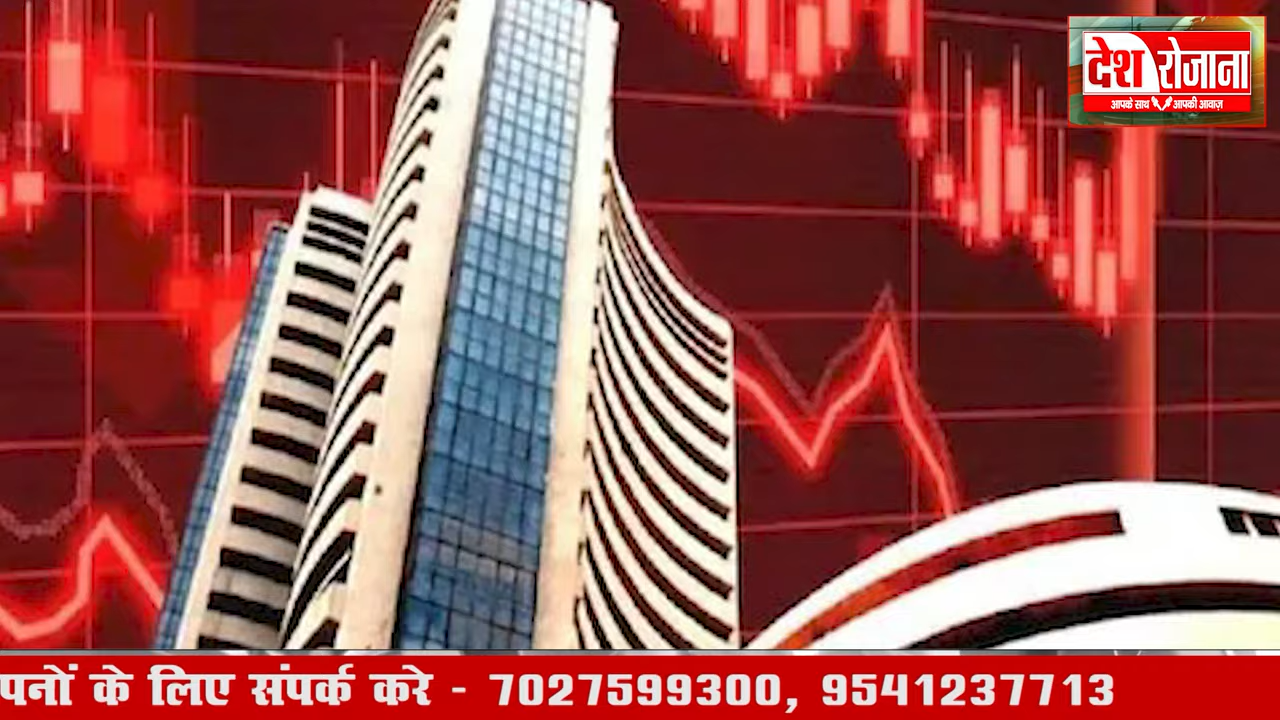 देश रोजाना
आपके साथ आपकी आवाज़
पनों के लिए संपर्क करे - 7027599300, 9541237713